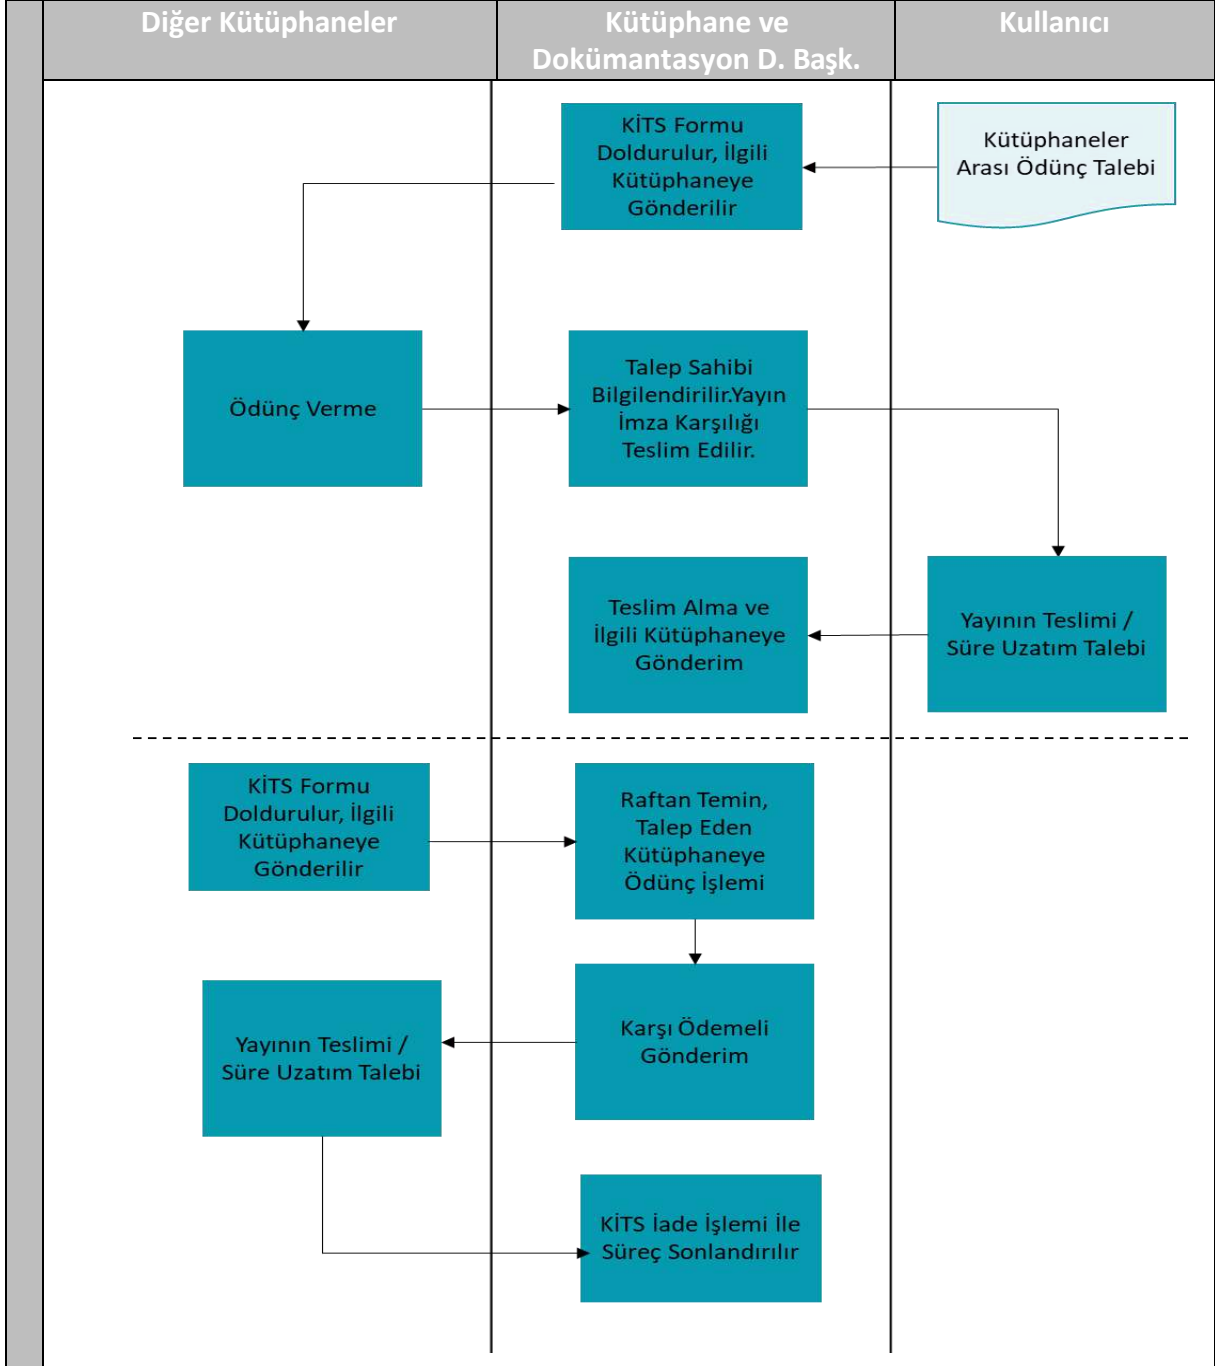 Diğer Kütüphaneler
Kütüphane ve
Dokümantasyon D. Başk.
Kullanıcı
KİTS Formu
Doldurulur, İlgili
Kütüphaneye
Gönderilir
Kütüphaneler
Arası Ödünç Talebi
Ödünç Verme
Talep Sahibi
Bilgilendirilir.Yayın
İmza Karşılığı
Teslim Edilir.
Teslim Alma ve
İlgili Kütüphaneye
Gönderim
Yayının Teslimi /
Süre Uzatım Talebi
KİTS Formu
Doldurulur, İlgili
Kütüphaneye
Gönderilir
Raftan Temin,
Talep Eden
Kütüphaneye
Ödünç İşlemi
Yayının Teslimi /
Süre Uzatım Talebi
Karşı Ödemeli
Gönderim
KİTS İade İşlemi İle
Süreç Sonlandırılır